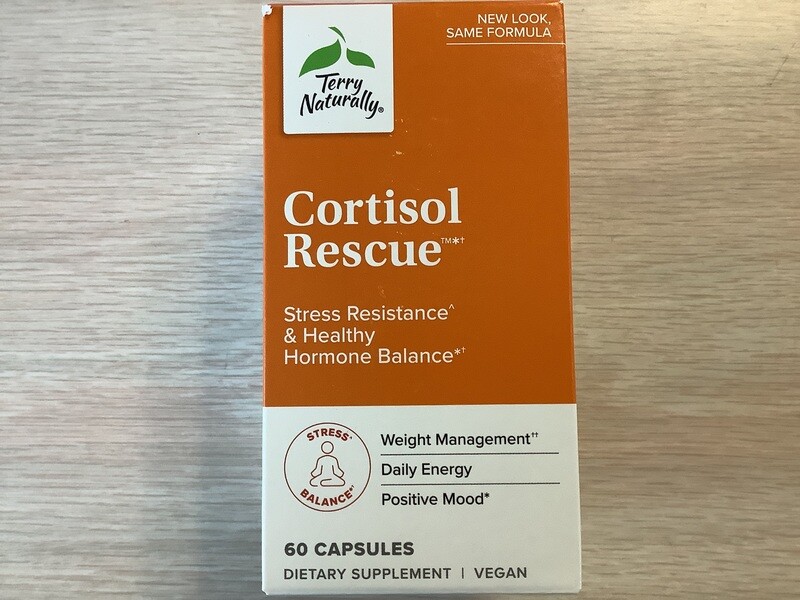 NEW LOOK,
SAME FORMULA
Terry
Naturally®
Cortisol
Rescue™*†
Stress Resistance^
& Healthy
Hormone Balance*†
STRESS^
BALANCE*†
Weight Management††
Daily Energy
Positive Mood*
60 CAPSULES
DIETARY SUPPLEMENT | VEGAN